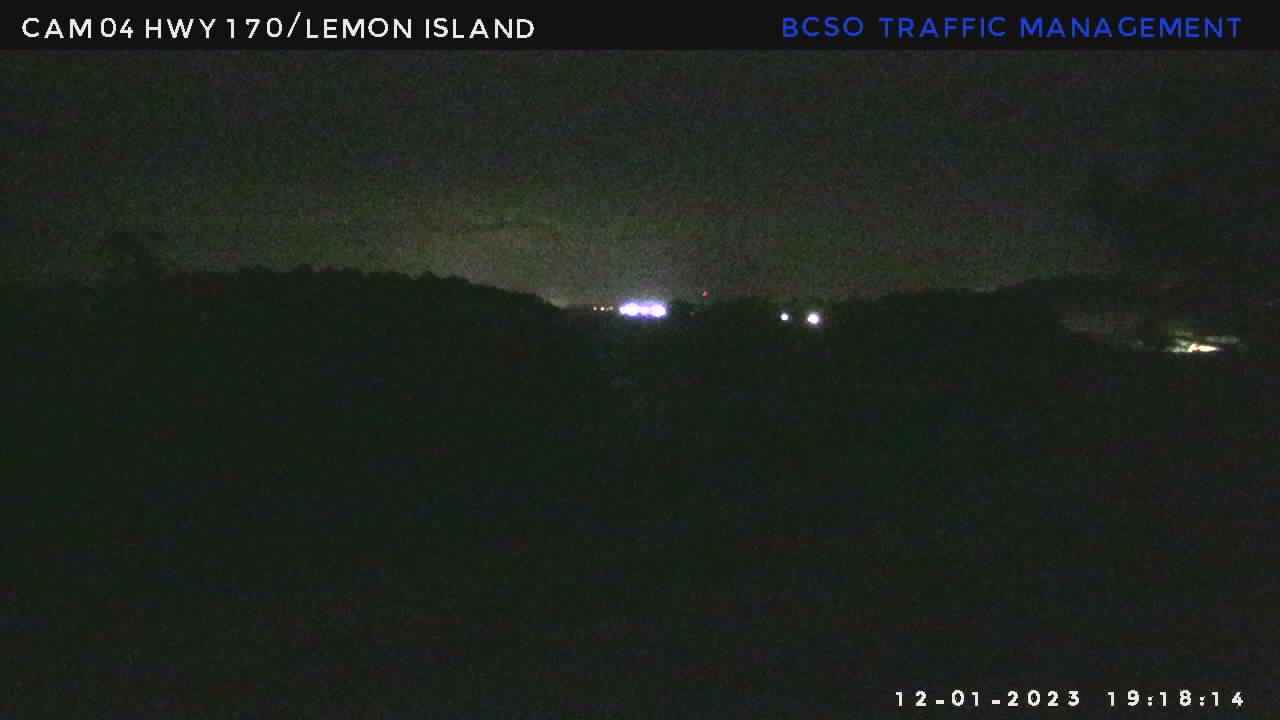 CAM04 HWY 170/LEMON ISLAND
BCSO TRAFFIC MANAGEMENT
12-01-2023 19:18:14